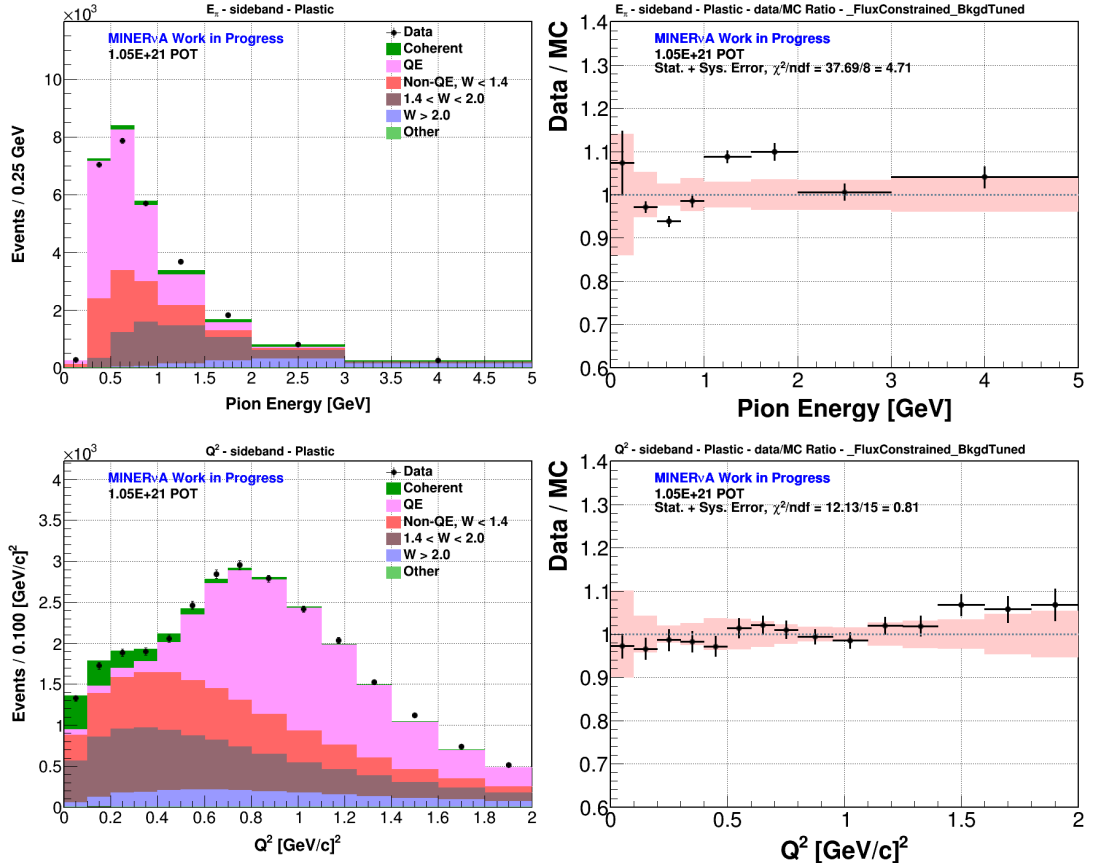 E_π - sideband - Plastic
×10³
MINERνA Work in Progress
1.05E+21 POT
Data
Coherent
QE
Non-QE, W < 1.4
1.4 < W < 2.0
W > 2.0
Other
Events / 0.25 GeV
10
8
6
4
2
0
0 0.5 1 1.5 2 2.5 3 3.5 4 4.5 5
Pion Energy [GeV]
E_π - sideband - Plastic - data/MC Ratio - _FluxConstrained_BkgdTuned
MINERνA Work in Progress
1.05E+21 POT
Stat. + Sys. Error, χ²/ndf = 37.69/8 = 4.71
Data / MC
1.4
1.3
1.2
1.1
1
0.9
0.8
0.7
0.6
0 1 2 3 4 5
Pion Energy [GeV]
Q² - sideband - Plastic
×10³
MINERνA Work in Progress
1.05E+21 POT
Data
Coherent
QE
Non-QE, W < 1.4
1.4 < W < 2.0
W > 2.0
Other
Events / 0.100 [GeV/c]²
4
3.5
3
2.5
2
1.5
1
0.5
0
0 0.2 0.4 0.6 0.8 1 1.2 1.4 1.6 1.8 2
Q² [GeV/c]²
Q² - sideband - Plastic - data/MC Ratio - _FluxConstrained_BkgdTuned
MINERνA Work in Progress
1.05E+21 POT
Stat. + Sys. Error, χ²/ndf = 12.13/15 = 0.81
Data / MC
1.4
1.3
1.2
1.1
1
0.9
0.8
0.7
0.6
0 0.5 1 1.5 2
Q² [GeV/c]²